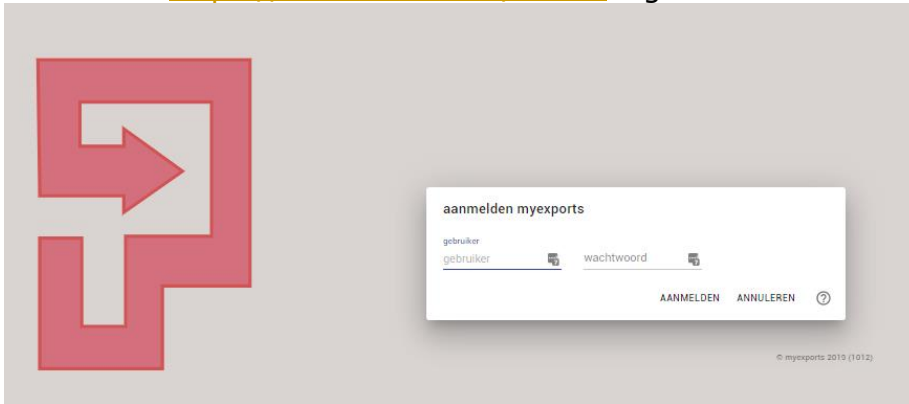 aanmelden myexports
gebruiker
gebruiker wachtwoord
AANMELDEN ANNULEREN ?
© myexports 2019 (1012)